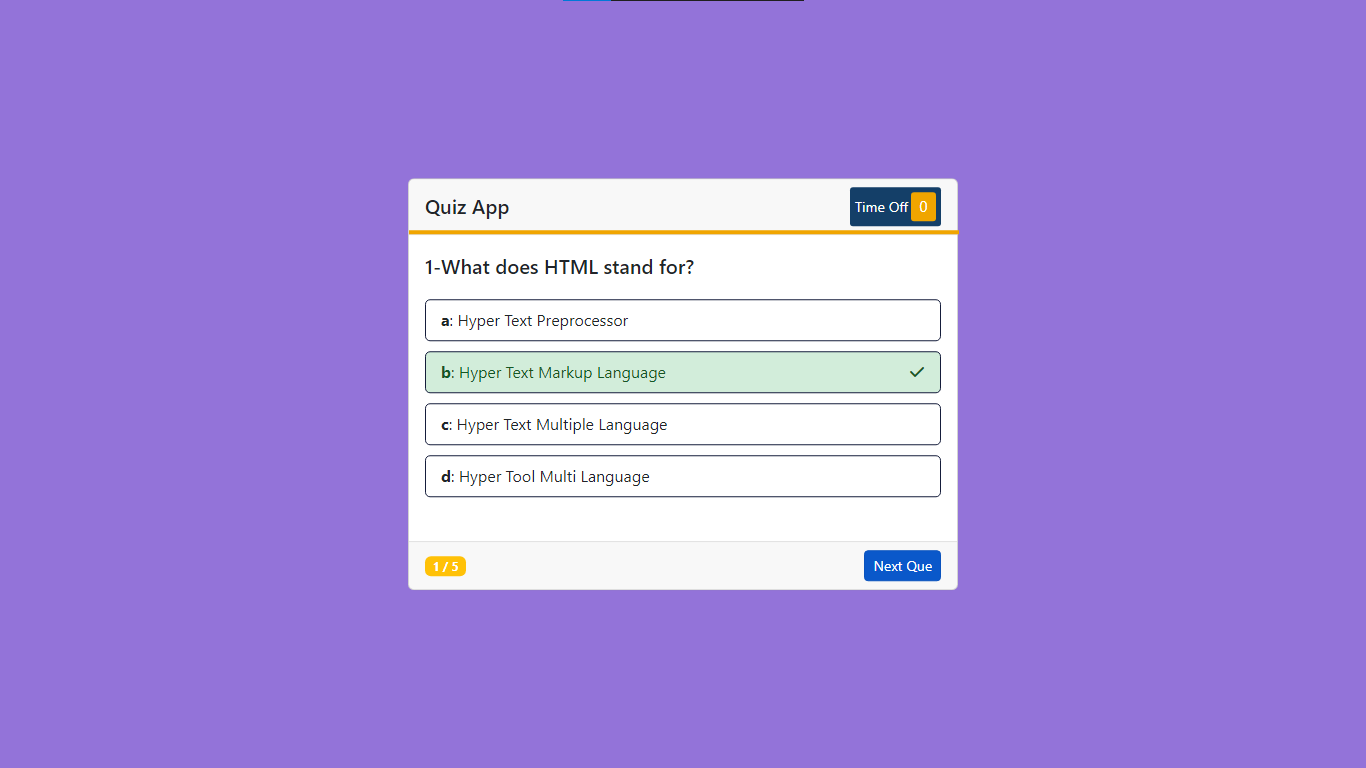 Quiz App
Time Off 0
1-What does HTML stand for?
a: Hyper Text Preprocessor
b: Hyper Text Markup Language
c: Hyper Text Multiple Language
d: Hyper Tool Multi Language
1 / 5
Next Que